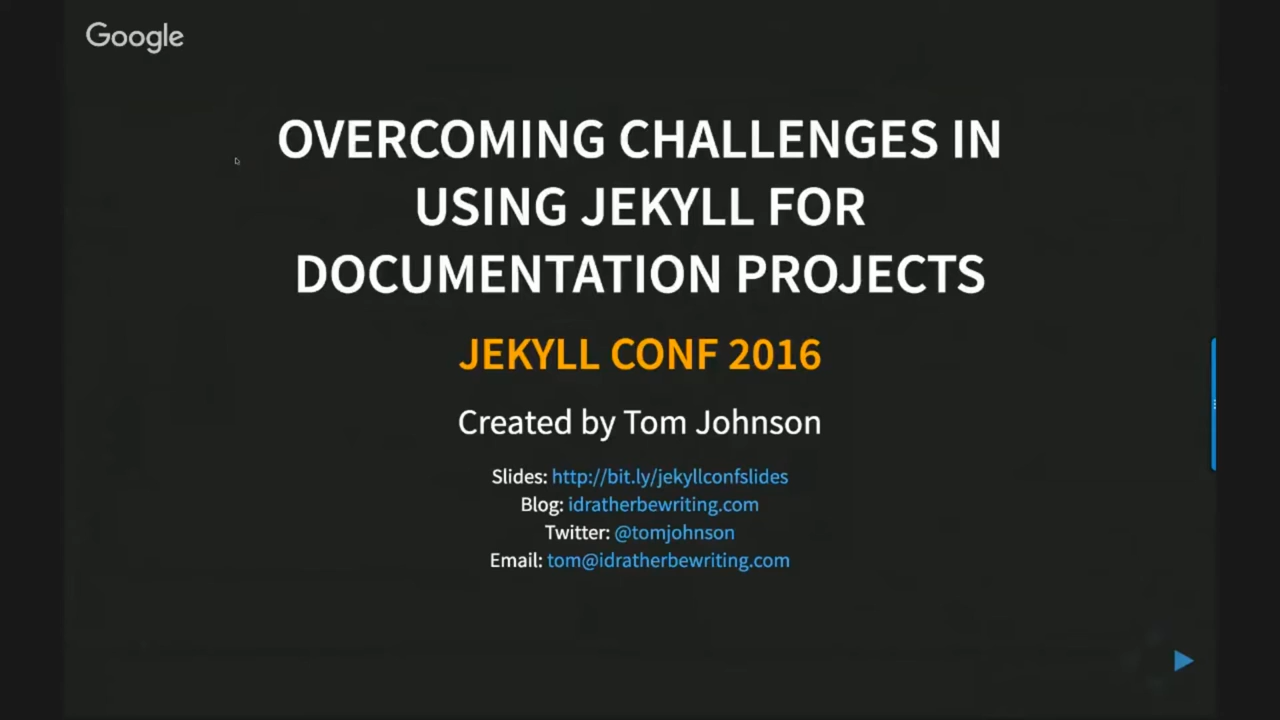 Google
OVERCOMING CHALLENGES IN
USING JEKYLL FOR
DOCUMENTATION PROJECTS
JEKYLL CONF 2016
Created by Tom Johnson
Slides: http://bit.ly/jekyllconfslides
Blog: idratherbewriting.com
Twitter: @tomjohnson
Email: tom@idratherbewriting.com